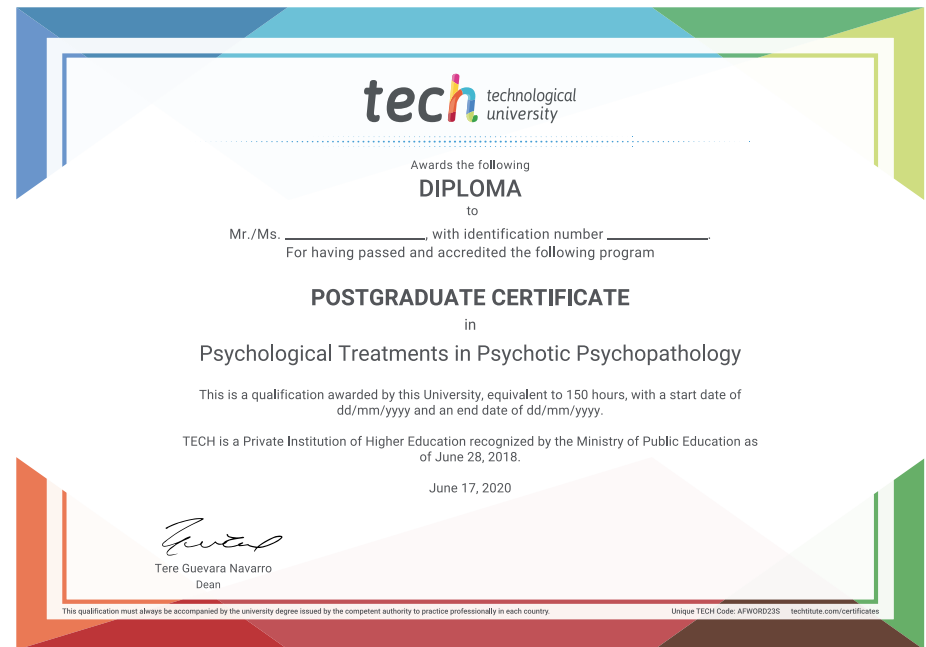 tech technological
university
Awards the following
DIPLOMA
to
Mr./Ms. ____________________, with identification number ______________.
For having passed and accredited the following program
POSTGRADUATE CERTIFICATE
in
Psychological Treatments in Psychotic Psychopathology
This is a qualification awarded by this University, equivalent to 150 hours, with a start date of
dd/mm/yyyy and an end date of dd/mm/yyyy.
TECH is a Private Institution of Higher Education recognized by the Ministry of Public Education as
of June 28, 2018.
June 17, 2020
Tere Guevara Navarro
Dean
This qualification must always be accompanied by the university degree issued by the competent authority to practice professionally in each country. Unique TECH Code: AFWORD23S techtitute.com/certificates